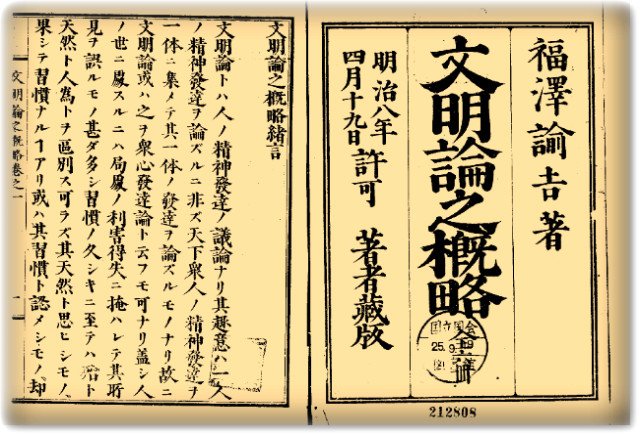 福澤諭吉著
文明論之概略 全六冊
明治八年
四月十九日 許可 著者藏版
212808
文明論之概略緒言
文明論トハ人ノ精神發達ノ議論ナリ其趣意ハ一人
ノ精神發達ヲ論ズルニ非ズ天下衆人ノ精神發達ヲ
一体ニ集メテ其一体ノ發達ヲ論ズルモノナリ故ニ
文明論或ハ之ヲ衆心發達論ト云フモ可ナリ蓋シ人
ノ世ニ處スルニハ局處ノ利害得失ニ掩ハレテ其所
見ヲ誤ルモノ甚ダ多シ習慣ノ久シキニ至テハ殆ト
天然ト人為トヲ區別ス可ラズ其天然ト思ヒシモノ、
果シテ習慣ナルヿアリ或ハ其習慣ト認メシモノ、却
文明論之概略卷之一